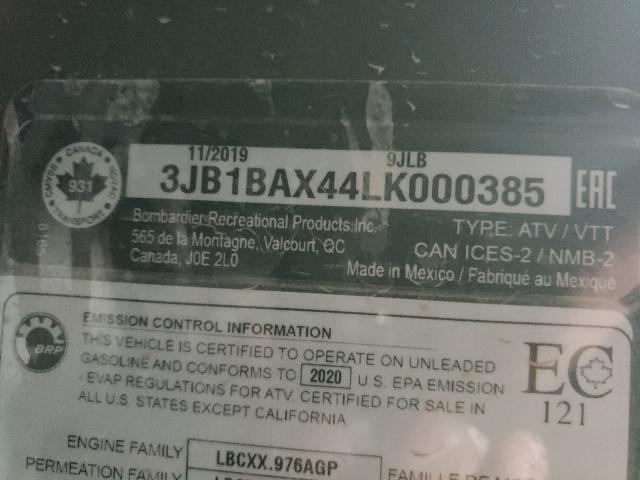 11/2019 9JLB
3JB1BAX44LK000385
EAC
CANADA
931
TRANSPORT
Bombardier Recreational Products Inc.
565 de la Montagne, Valcourt, QC
Canada, J0E 2L0
TYPE: ATV / VTT
CAN ICES-2 / NMB-2
Made in Mexico / Fabriqué au Mexique
BRP
EMISSION CONTROL INFORMATION
THIS VEHICLE IS CERTIFIED TO OPERATE ON UNLEADED
GASOLINE AND CONFORMS TO 2020 U.S. EPA EMISSION
/ EVAP REGULATIONS FOR ATV. CERTIFIED FOR SALE IN
ALL U.S. STATES EXCEPT CALIFORNIA
EC
121
ENGINE FAMILY LBCXX.976AGP
PERMEATION FAMILY
FAMILLE DE